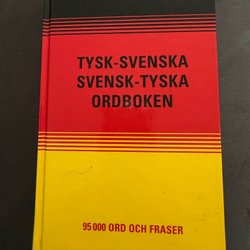 TYSK-SVENSKA
SVENSK-TYSKA
ORDBOKEN
95 000 ORD OCH FRASER